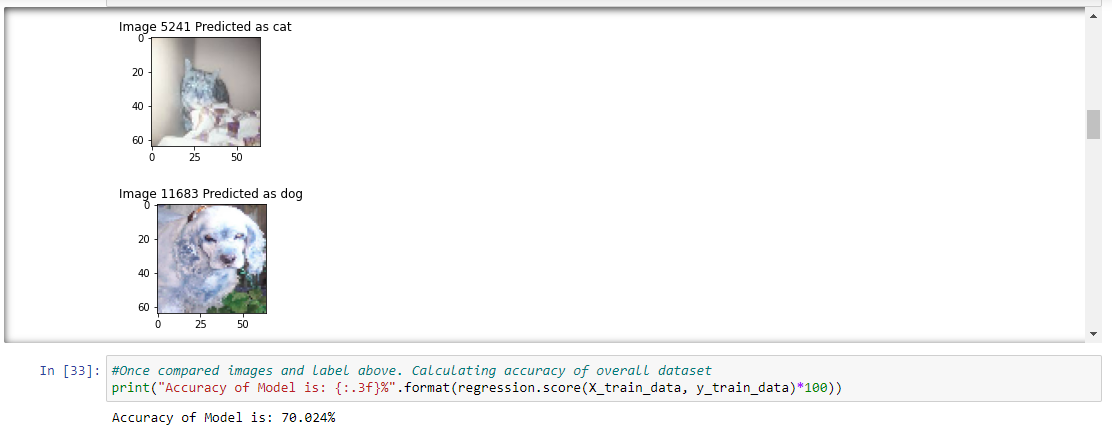 Image 5241 Predicted as cat
0
20
40
60
0 25 50
Image 11683 Predicted as dog
0
20
40
60
0 25 50
In [33]: #Once compared images and label above. Calculating accuracy of overall dataset
print("Accuracy of Model is: {:.3f}%".format(regression.score(X_train_data, y_train_data)*100))
Accuracy of Model is: 70.024%